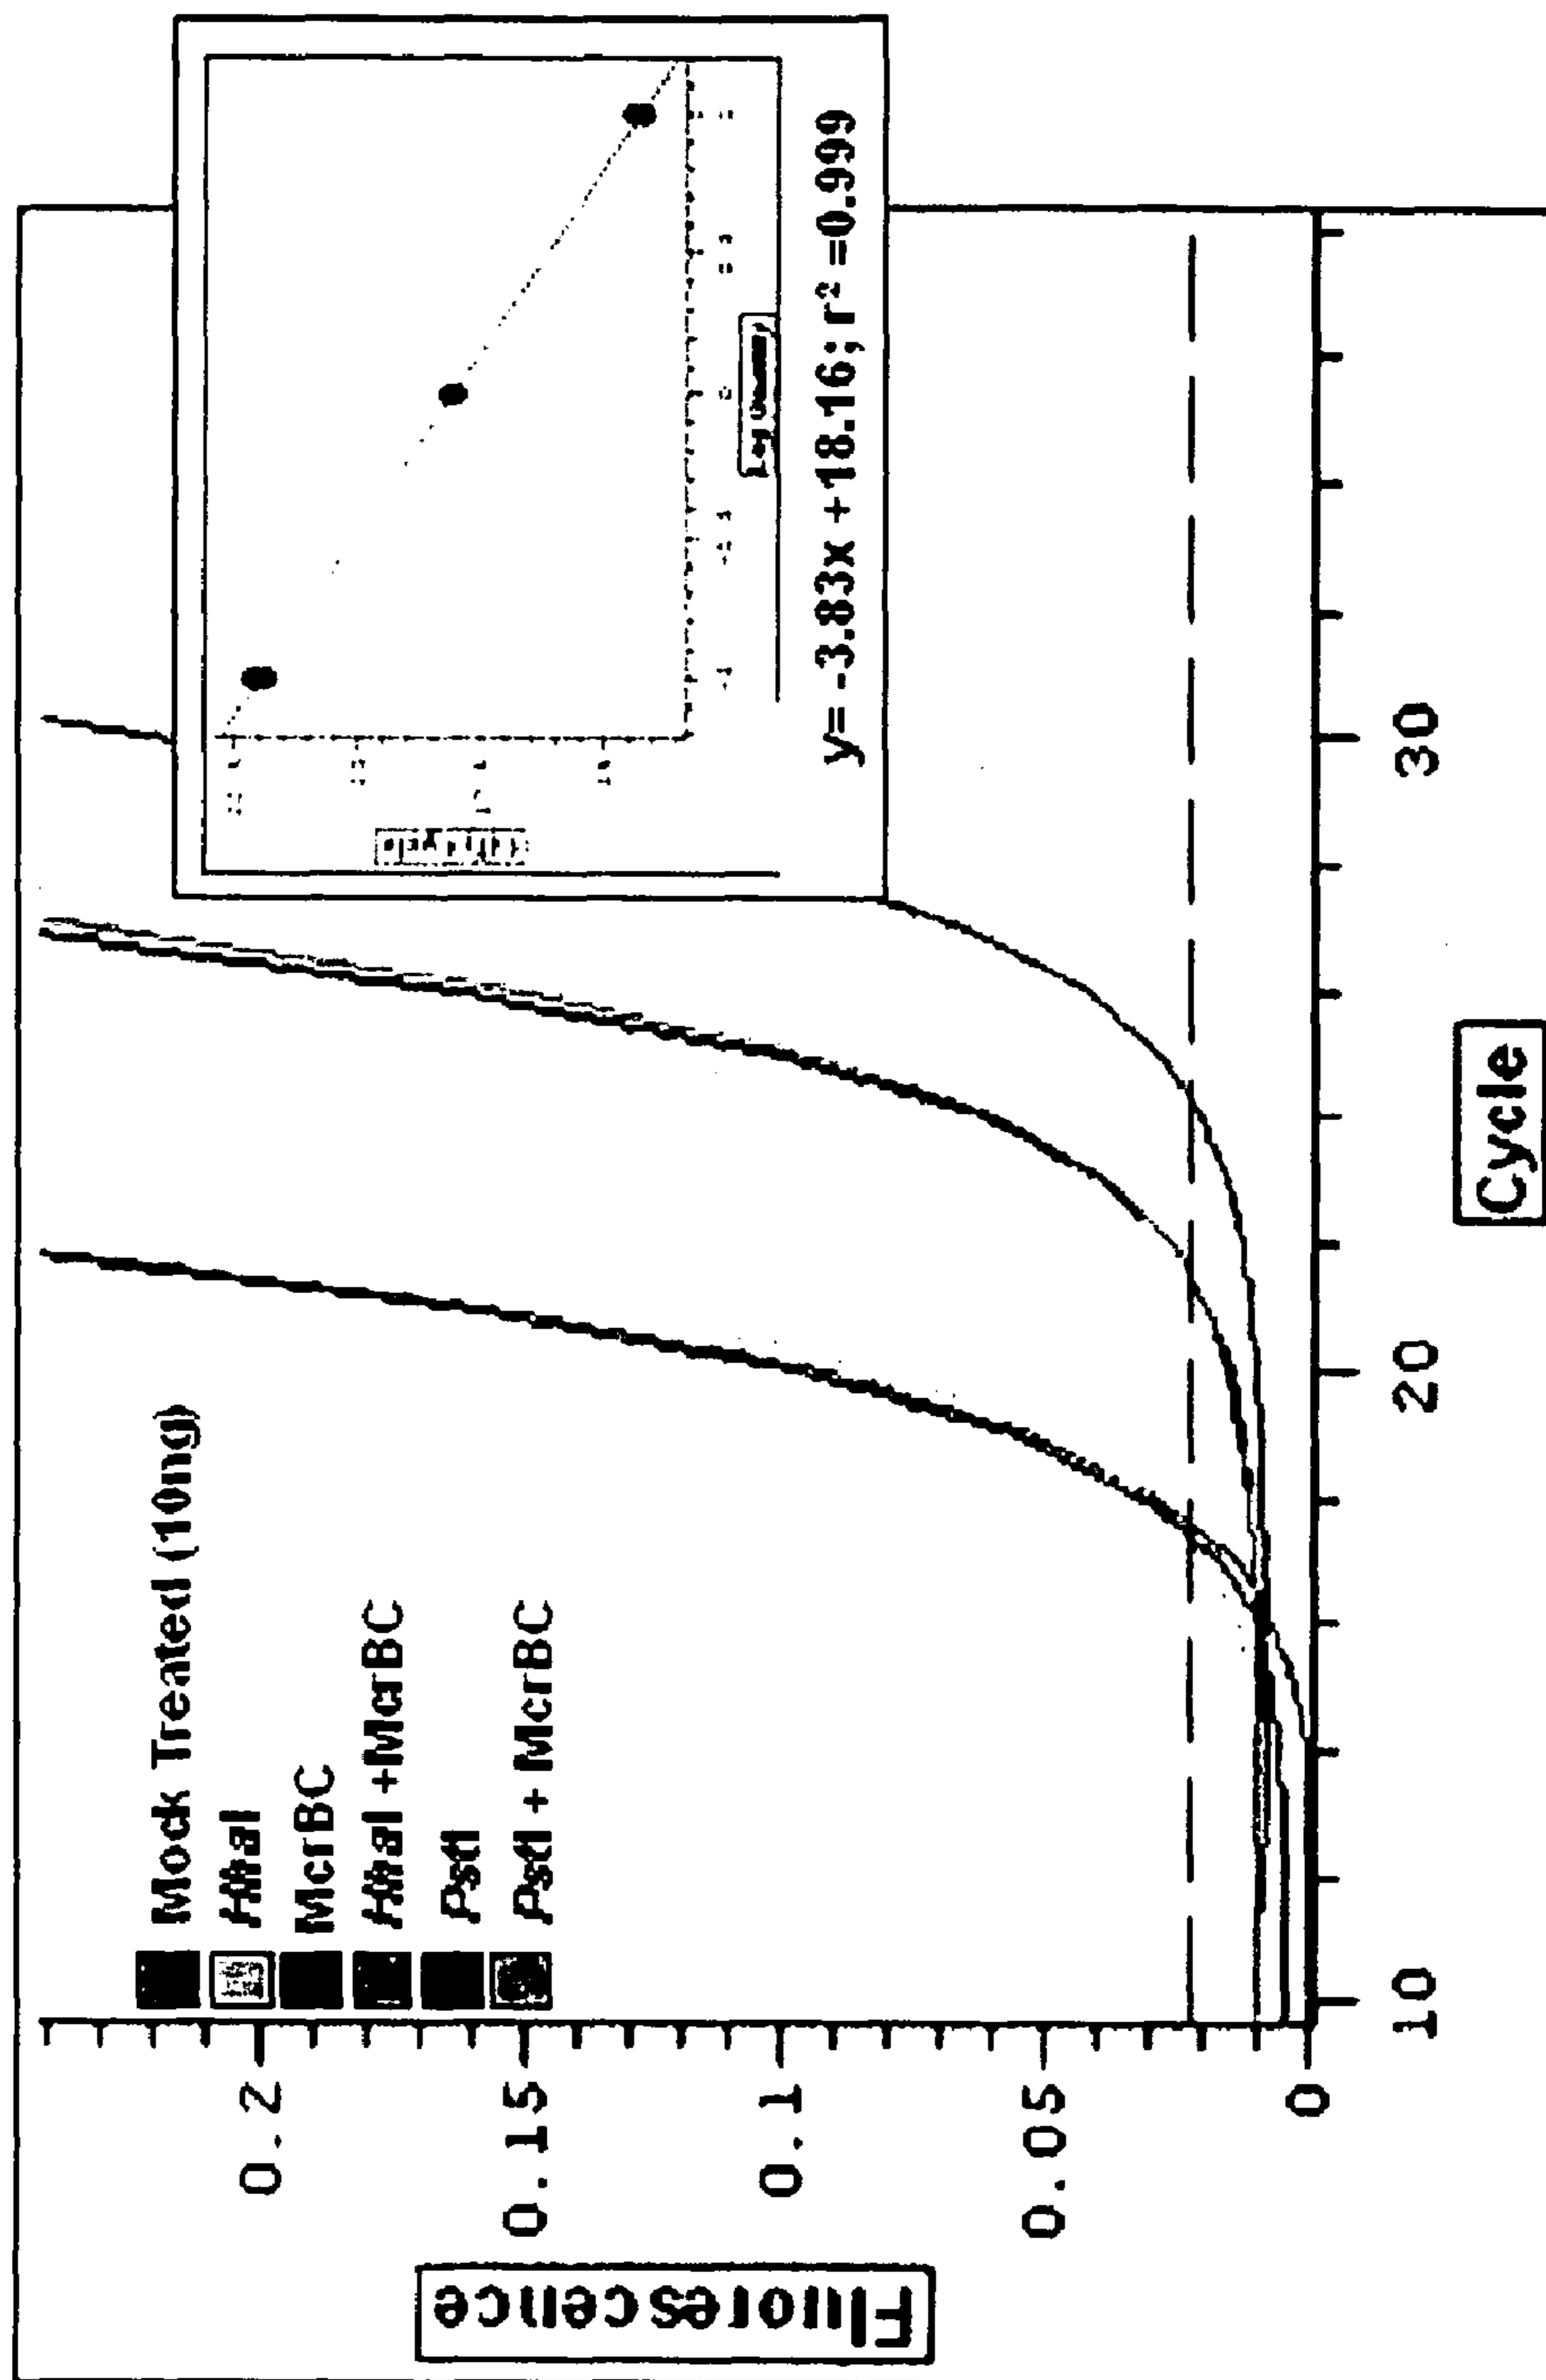 Fluorescence
0.2
0.15
0.1
0.05
0
Mock Treated (10ng)
HhaI
McrBC
HhaI +McrBC
PstI
PstI + McrBC
y= -3.83x +18.16; r² =0.999
10
20
30
Cycle